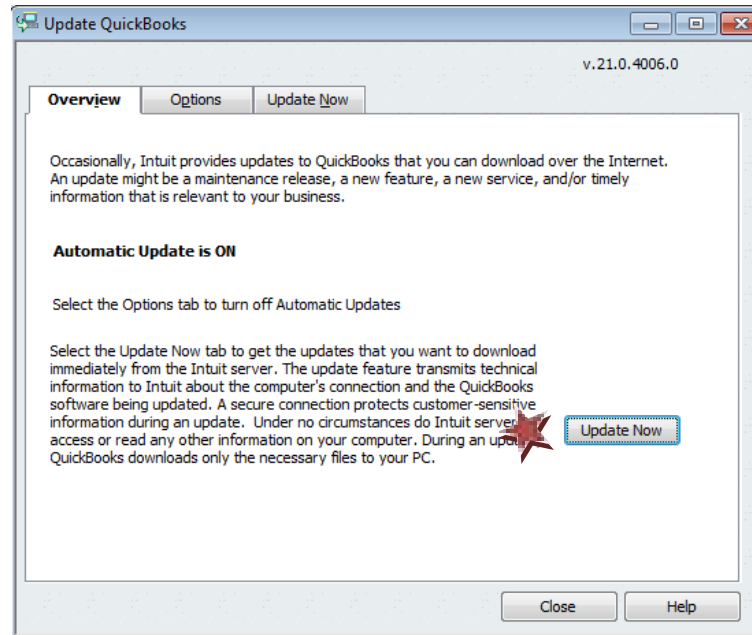 Update QuickBooks
v.21.0.4006.0
Overview Options Update Now
Occasionally, Intuit provides updates to QuickBooks that you can download over the Internet.
An update might be a maintenance release, a new feature, a new service, and/or timely
information that is relevant to your business.
Automatic Update is ON
Select the Options tab to turn off Automatic Updates
Select the Update Now tab to get the updates that you want to download
immediately from the Intuit server. The update feature transmits technical
information to Intuit about the computer's connection and the QuickBooks
software being updated. A secure connection protects customer-sensitive
information during an update. Under no circumstances do Intuit servers
access or read any other information on your computer. During an update
QuickBooks downloads only the necessary files to your PC.
Update Now
Close Help